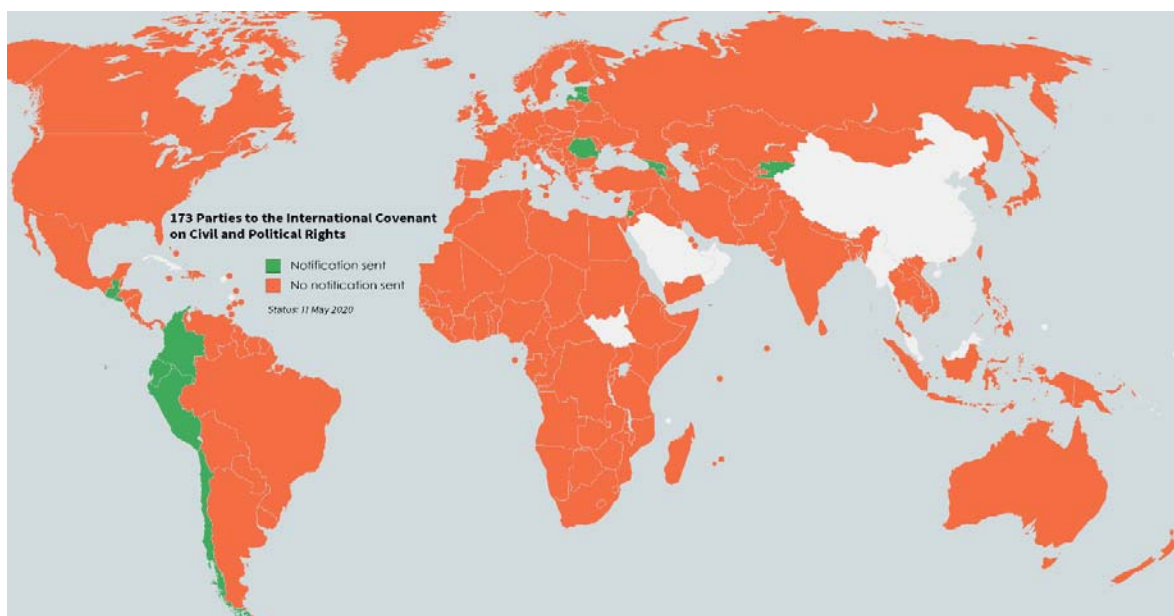 173 Parties to the International Covenant
on Civil and Political Rights
Notification sent
No notification sent
Status: 11 May 2020